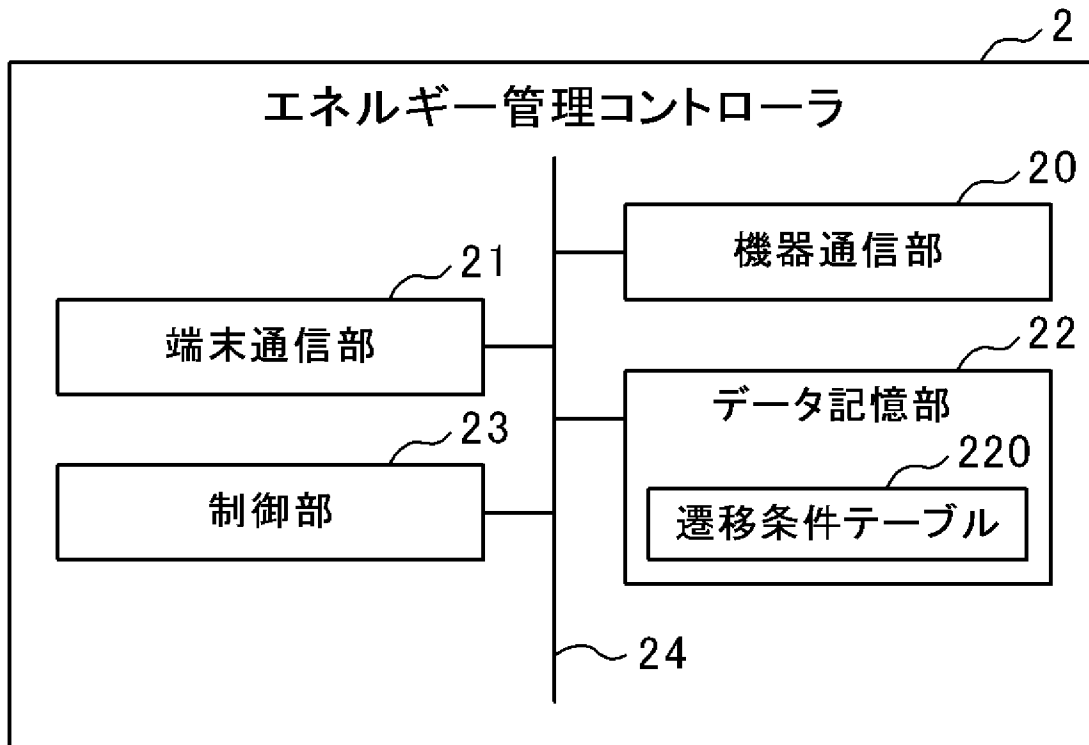 2
エネルギー管理コントローラ
20
機器通信部
21
端末通信部
22
データ記憶部
23
制御部
220
遷移条件テーブル
24